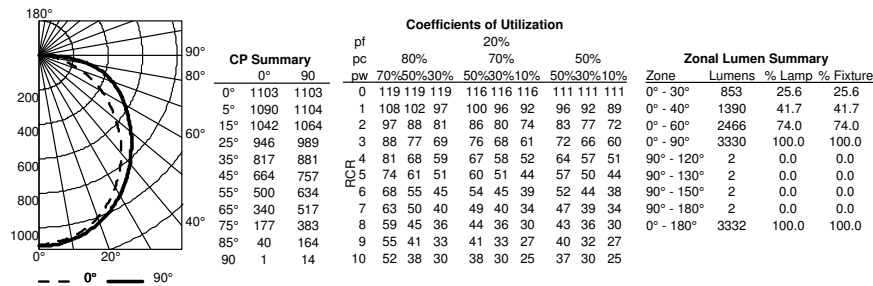 180°
90°
80°
60°
40°
200
400
600
800
1000
0° 20°
0° 90°
CP Summary
0° 90
0° 1103 1103
5° 1090 1104
15° 1042 1064
25° 946 989
35° 817 881
45° 664 757
55° 500 634
65° 340 517
75° 177 383
85° 40 164
90 1 14
Coefficients of Utilization
pf 20%
pc 80% 70% 50%
pw 70%50%30% 50%30%10% 50%30%10%
RCR
0 119 119 119 116 116 116 111 111 111
1 108 102 97 100 96 92 96 92 89
2 97 88 81 86 80 74 83 77 72
3 88 77 69 76 68 61 72 66 60
4 81 68 59 67 58 52 64 57 51
5 74 61 51 60 51 44 57 50 44
6 68 55 45 54 45 39 52 44 38
7 63 50 40 49 40 34 47 39 34
8 59 45 36 44 36 30 43 36 30
9 55 41 33 41 33 27 40 32 27
10 52 38 30 38 30 25 37 30 25
Zonal Lumen Summary
Zone Lumens % Lamp % Fixture
0° - 30° 853 25.6 25.6
0° - 40° 1390 41.7 41.7
0° - 60° 2466 74.0 74.0
0° - 90° 3330 100.0 100.0
90° - 120° 2 0.0 0.0
90° - 130° 2 0.0 0.0
90° - 150° 2 0.0 0.0
90° - 180° 2 0.0 0.0
0° - 180° 3332 100.0 100.0